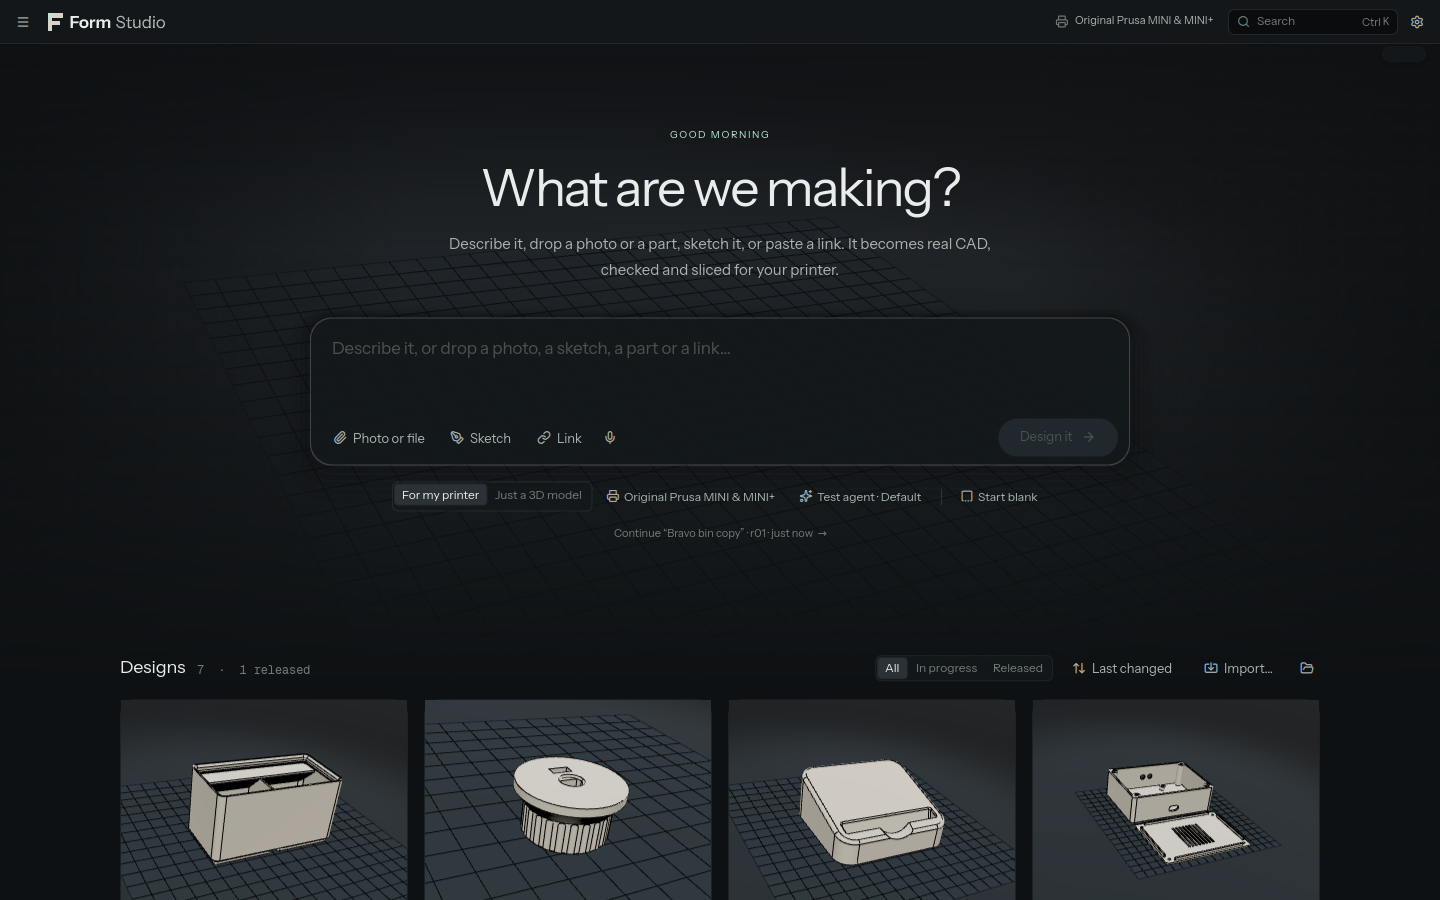 Form Studio
Original Prusa MINI & MINI+
Search
Ctrl K
GOOD MORNING
What are we making?
Describe it, drop a photo or a part, sketch it, or paste a link. It becomes real CAD,
checked and sliced for your printer.
Describe it, or drop a photo, a sketch, a part or a link...
Photo or file
Sketch
Link
Design it →
For my printer
Just a 3D model
Original Prusa MINI & MINI+
Test agent · Default
Start blank
Continue “Bravo bin copy” · r01 · just now →
Designs 7 · 1 released
All
In progress
Released
Last changed
Import...